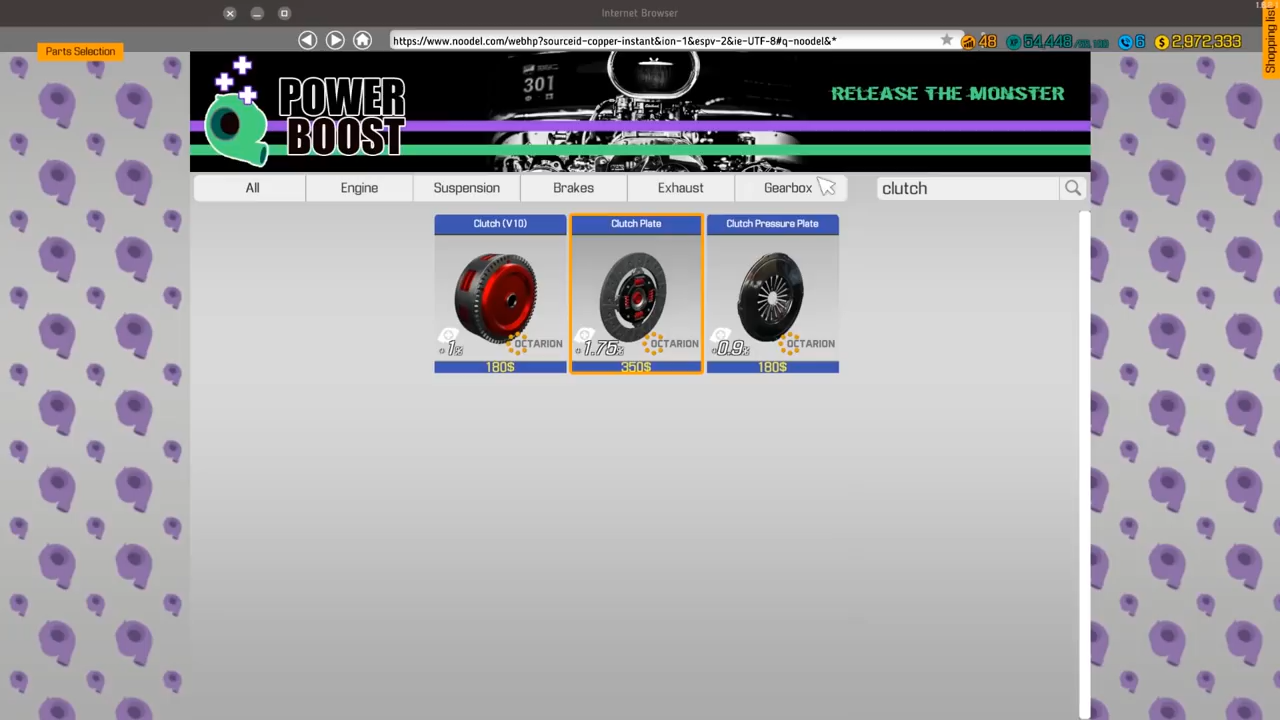 Internet Browser
Parts Selection
https://www.noodel.com/webhp?sourceid-copper-instant&ion-1&espv-2&ie-UTF-8#q-noodel&*
48
54,448
6
2,972,333
Shopping list
POWER
BOOST
301
RELEASE THE MONSTER
All
Engine
Suspension
Brakes
Exhaust
Gearbox
clutch
Clutch (V10)
Clutch Plate
Clutch Pressure Plate
+1%
OCTARION
+1.75%
OCTARION
+0.9%
OCTARION
180$
350$
180$